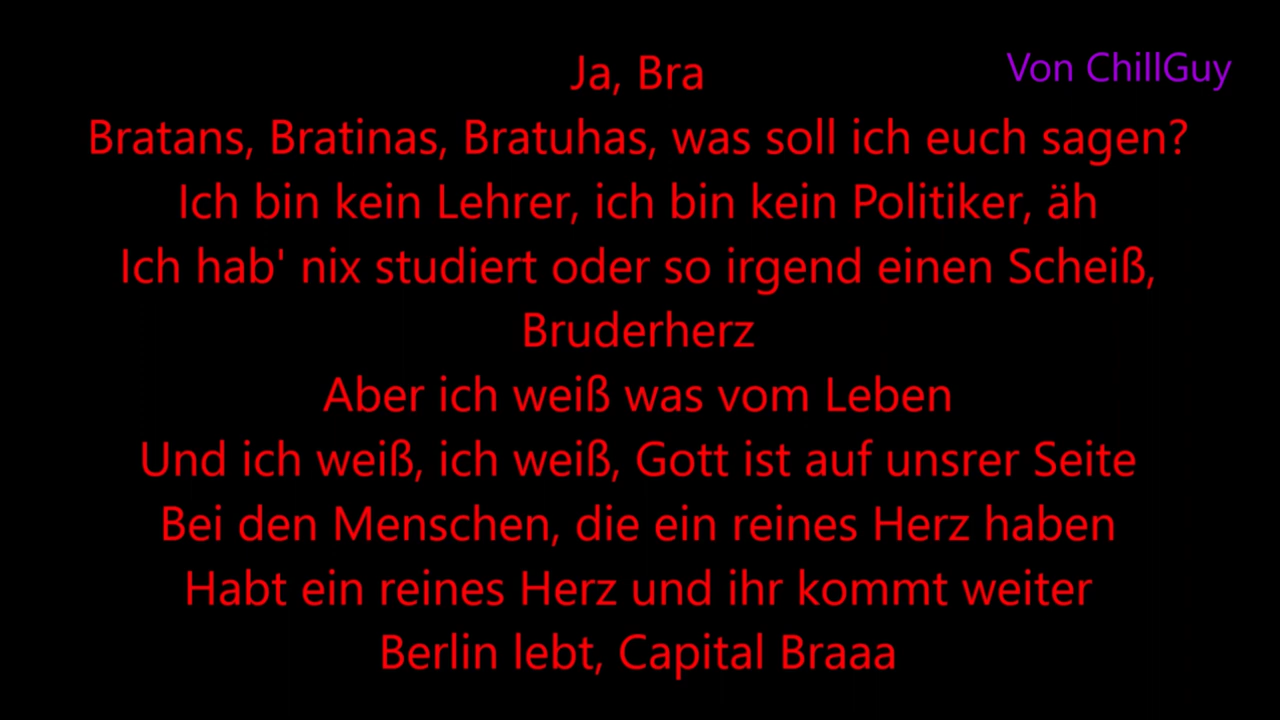 Ja, Bra
Von ChillGuy
Bratans, Bratinas, Bratuhas, was soll ich euch sagen?
Ich bin kein Lehrer, ich bin kein Politiker, äh
Ich hab' nix studiert oder so irgend einen Scheiß,
Bruderherz
Aber ich weiß was vom Leben
Und ich weiß, ich weiß, Gott ist auf unsrer Seite
Bei den Menschen, die ein reines Herz haben
Habt ein reines Herz und ihr kommt weiter
Berlin lebt, Capital Braaa